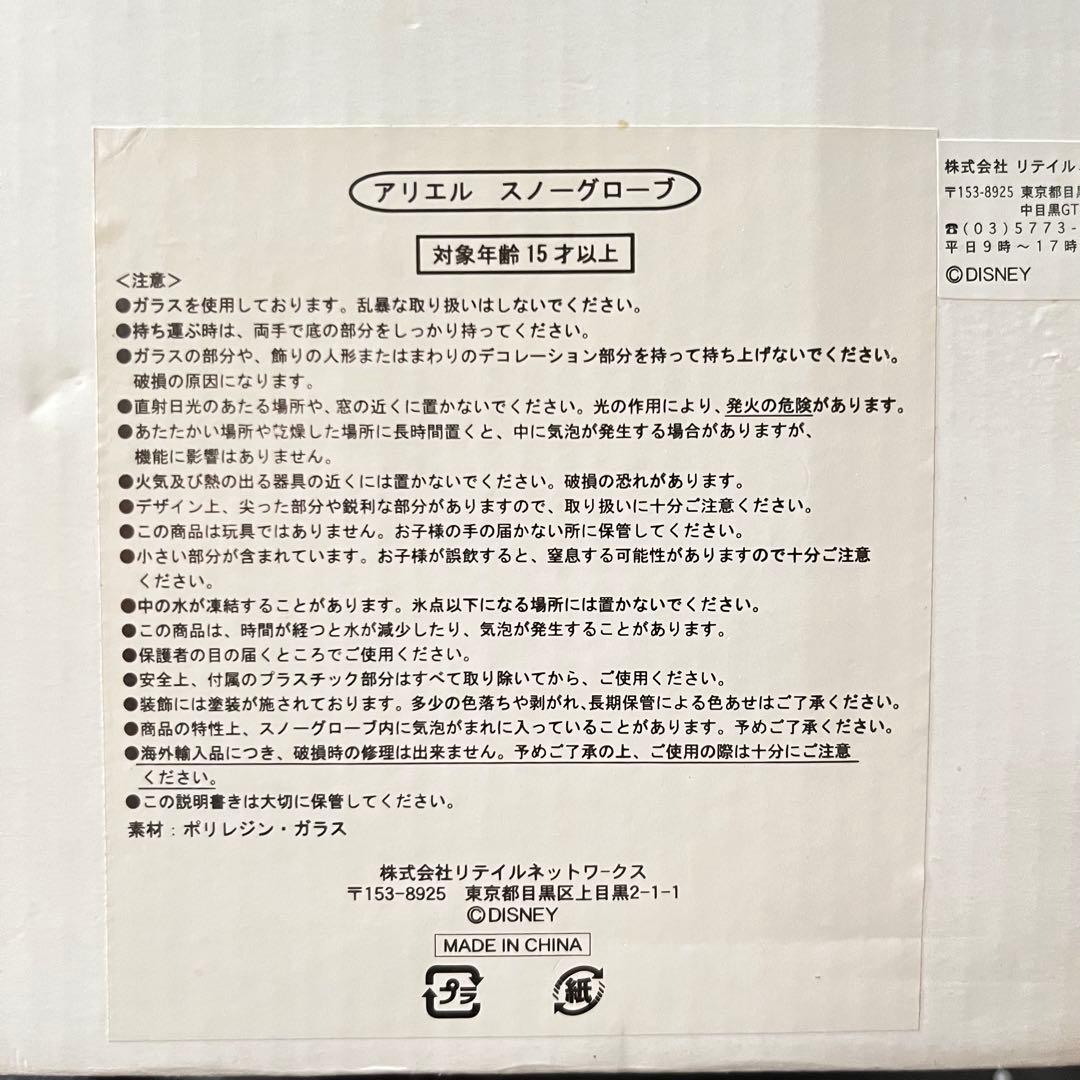 アリエル　スノーグローブ
対象年齢15才以上
＜注意＞
●ガラスを使用しております。乱暴な取り扱いはしないでください。
●持ち運ぶ時は、両手で底の部分をしっかり持ってください。
●ガラスの部分や、飾りの人形またはまわりのデコレーション部分を持って持ち上げないでください。
破損の原因になります。
●直射日光のあたる場所や、窓の近くに置かないでください。光の作用により、発火の危険があります。
●あたたかい場所や乾燥した場所に長時間置くと、中に気泡が発生する場合がありますが、
機能に影響はありません。
●火気及び熱の出る器具の近くには置かないでください。破損の恐れがあります。
●デザイン上、尖った部分や鋭利な部分がありますので、取り扱いに十分ご注意ください。
●この商品は玩具ではありません。お子様の手の届かない所に保管してください。
●小さい部分が含まれています。お子様が誤飲すると、窒息する可能性がありますので十分ご注意
ください。
●中の水が凍結することがあります。氷点以下になる場所には置かないでください。
●この商品は、時間が経つと水が減少したり、気泡が発生することがあります。
●保護者の目の届くところでご使用ください。
●安全上、付属のプラスチック部分はすべて取り除いてから、ご使用ください。
●装飾には塗装が施されております。多少の色落ちや剥がれ、長期保管による色あせはご了承ください。
●商品の特性上、スノーグローブ内に気泡がまれに入っていることがあります。予めご了承ください。
●海外輸入品につき、破損時の修理は出来ません。予めご了承の上、ご使用の際は十分にご注意
ください。
●この説明書きは大切に保管してください。
素材：ポリレジン・ガラス
株式会社リテイルネットワークス
〒153-8925　東京都目黒区上目黒2-1-1
©DISNEY
MADE IN CHINA
プラ
紙
株式会社 リテイル
〒153-8925 東京都目
中目黒GT
☎(03)5773-
平日9時～17時
©DISNEY